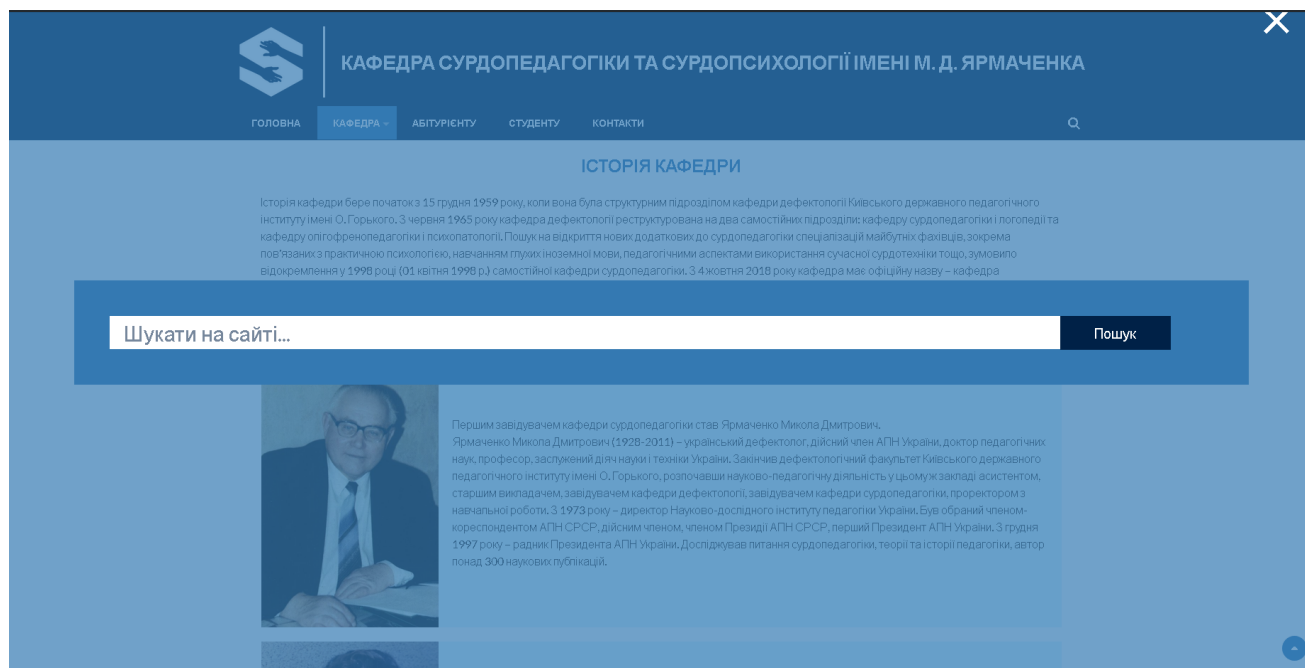 КАФЕДРА СУРДОПЕДАГОГІКИ ТА СУРДОПСИХОЛОГІЇ ІМЕНІ М. Д. ЯРМАЧЕНКА
ГОЛОВНА КАФЕДРА АБІТУРІЄНТУ СТУДЕНТУ КОНТАКТИ
ІСТОРІЯ КАФЕДРИ
Історія кафедри бере початок з 15 грудня 1959 року, коли вона була структурним підрозділом кафедри дефектології Київського державного педагогічного
інституту імені О. Горького. З червня 1965 року кафедра дефектології реструктурована на два самостійних підрозділи: кафедру сурдопедагогіки і логопедії та
кафедру олігофренопедагогіки і психопатології. Пошук на відкриття нових додаткових до сурдопедагогіки спеціалізацій майбутніх фахівців, зокрема
пов'язаних з практичною психологією, навчанням глухих іноземної мови, педагогічними аспектами використання сучасної сурдотехніки тощо, зумовило
відокремлення у 1998 році (01 квітня 1998 р.) самостійної кафедри сурдопедагогіки. З 4 жовтня 2018 року кафедра має офіційну назву – кафедра
Шукати на сайті...
Пошук
Першим завідувачем кафедри сурдопедагогіки став Ярмаченко Микола Дмитрович.
Ярмаченко Микола Дмитрович (1928-2011) – український дефектолог, дійсний член АПН України, доктор педагогічних
наук, професор, заслужений діяч науки і техніки України. Закінчив дефектологічний факультет Київського державного
педагогічного інституту імені О. Горького, розпочавши науково-педагогічну діяльність у цьому ж закладі асистентом,
старшим викладачем, завідувачем кафедри дефектології, завідувачем кафедри сурдопедагогіки, проректором з
навчальної роботи. З 1973 року – директор Науково-дослідного інституту педагогіки України. Був обраний членом-
кореспондентом АПН СРСР, дійсним членом, членом Президії АПН СРСР, перший Президент АПН України. З грудня
1997 року – радник Президента АПН України. Досліджував питання сурдопедагогіки, теорії та історії педагогіки, автор
понад 300 наукових публікацій.